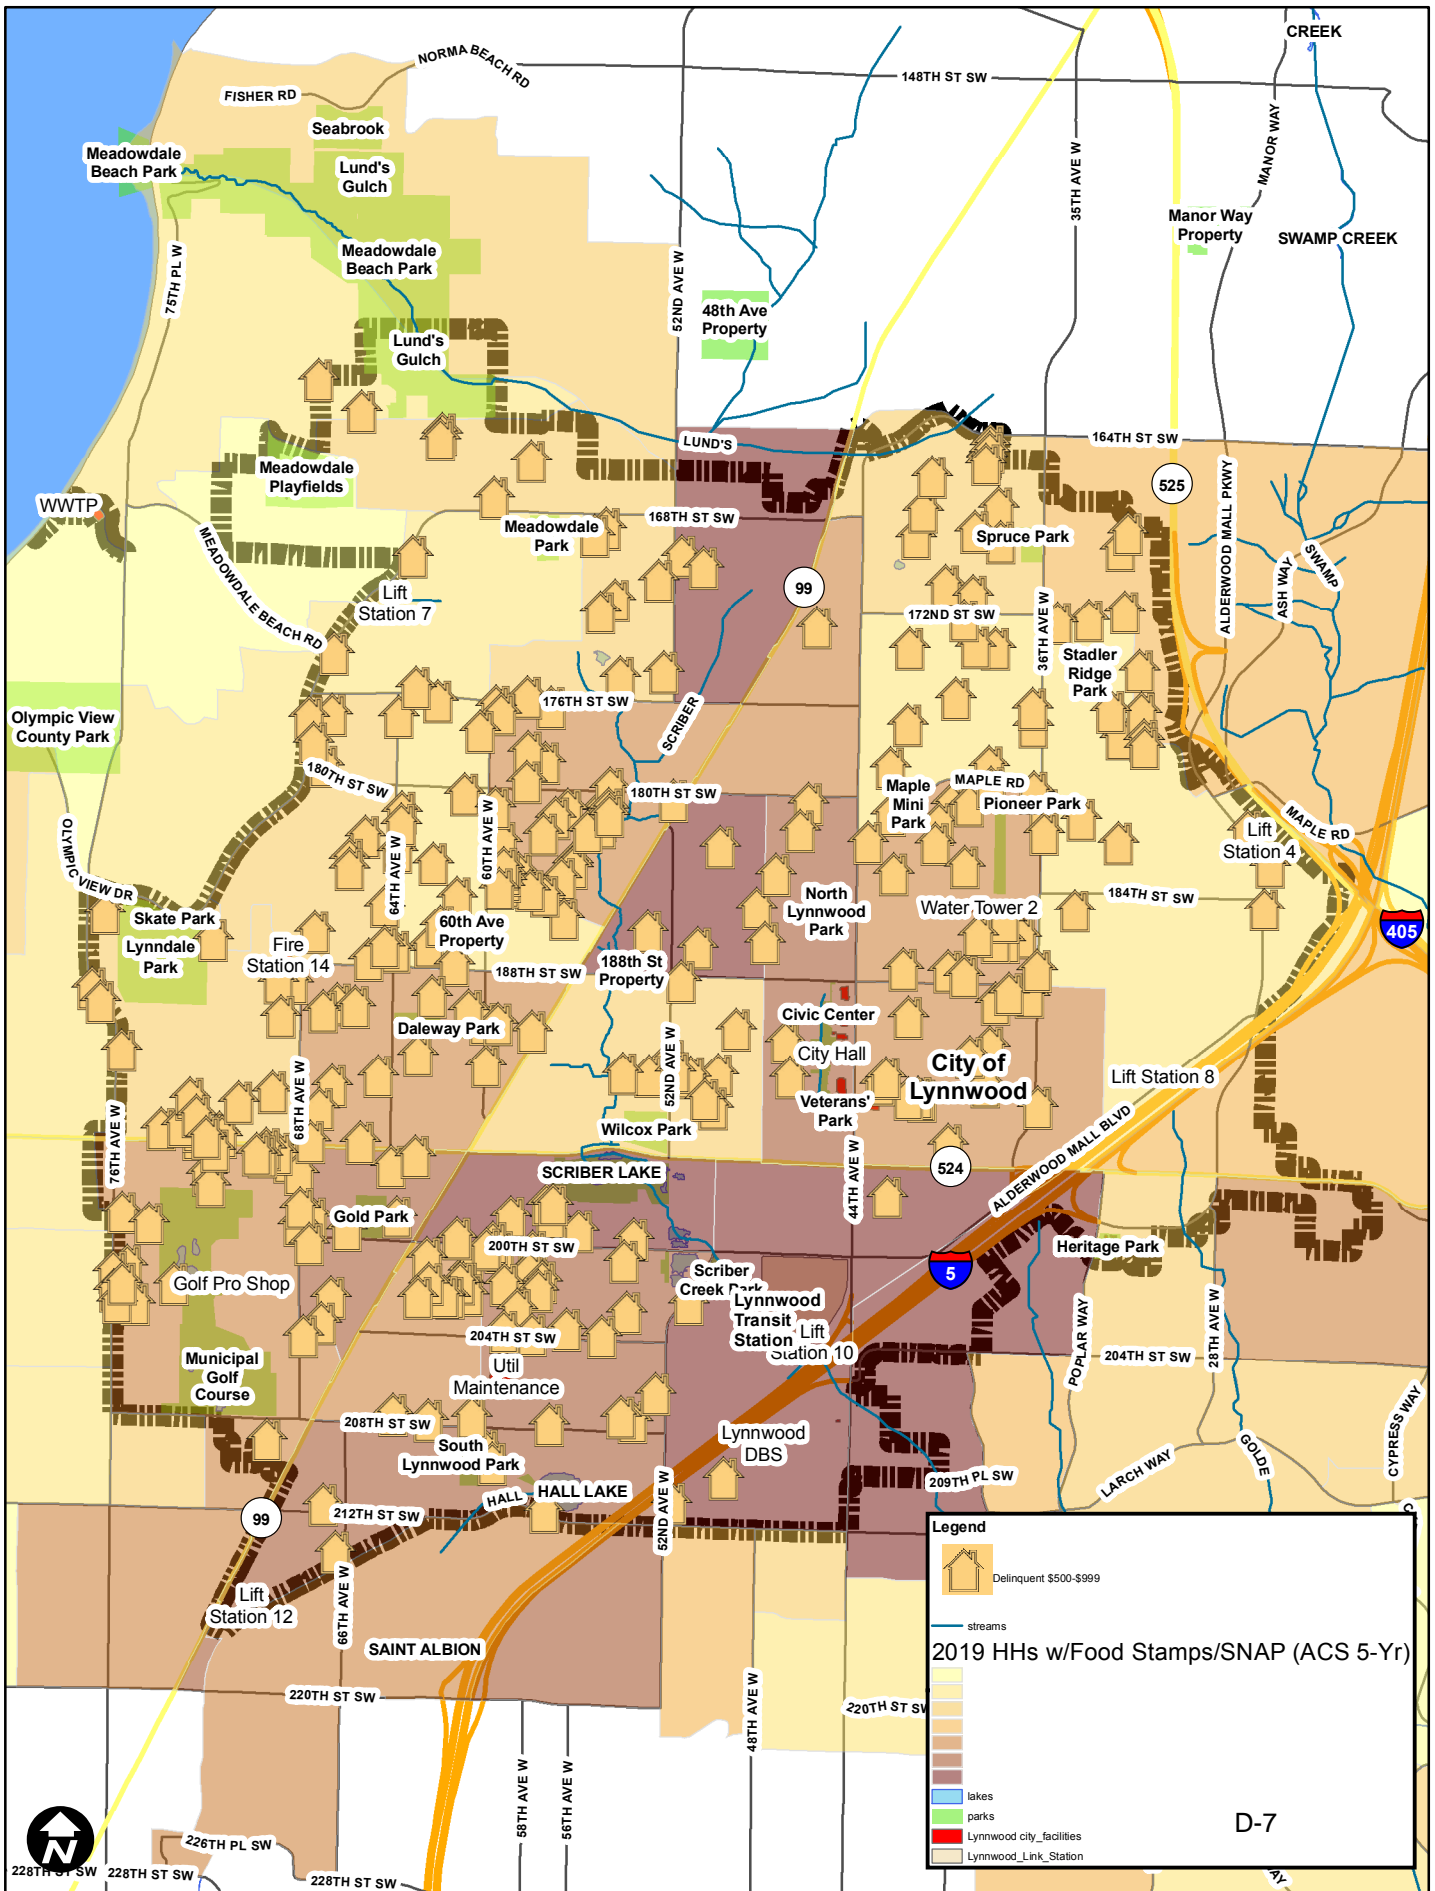 CREEK
NORMA BEACH RD
148TH ST SW
FISHER RD
Seabrook
MANOR WAY
35TH AVE W
Meadowdale
Beach Park
Lund's
Gulch
Manor Way
Property
SWAMP CREEK
75TH PL W
Meadowdale
Beach Park
52ND AVE W
48th Ave
Property
Lund's
Gulch
LUND'S
164TH ST SW
Meadowdale
Playfields
525
ALDERWOOD MALL PKWY
WWTP
168TH ST SW
Meadowdale
Park
Spruce Park
MEADOWDALE BEACH RD
SWAMP
ASH WAY
99
Lift
Station 7
172ND ST SW
36TH AVE W
Stadler
Ridge
Park
176TH ST SW
SCRIBER
Olympic View
County Park
180TH ST SW
180TH ST SW
MAPLE RD
Maple
Mini
Park
Pioneer Park
MAPLE RD
OLYMPIC VIEW DR
64TH AVE W
60TH AVE W
Lift
Station 4
184TH ST SW
North
Lynnwood
Park
Water Tower 2
Skate Park
Lynndale
Park
60th Ave
Property
405
Fire
Station 14
188TH ST SW
188th St
Property
Civic Center
Daleway Park
City Hall
52ND AVE W
City of
Lynnwood
68TH AVE W
Lift Station 8
76TH AVE W
Veterans'
Park
Wilcox Park
ALDERWOOD MALL BLVD
SCRIBER LAKE
524
44TH AVE W
Gold Park
200TH ST SW
Heritage Park
5
Golf Pro Shop
Scriber
Creek Park
Lynnwood
Transit
Station
Lift
Station 10
28TH AVE W
POPLAR WAY
204TH ST SW
204TH ST SW
Municipal
Golf
Course
Util
Maintenance
208TH ST SW
CYPRESS WAY
Lynnwood
DBS
South
Lynnwood Park
GOLDE
LARCH WAY
209TH PL SW
HALL
HALL LAKE
52ND AVE W
99
212TH ST SW
Legend
Delinquent $500-$999
66TH AVE W
Lift
Station 12
streams
SAINT ALBION
2019 HHs w/Food Stamps/SNAP (ACS 5-Yr)
220TH ST SW
220TH ST SW
48TH AVE W
58TH AVE W
56TH AVE W
lakes
parks
D-7
Lynnwood city_facilities
Lynnwood_Link_Station
N
226TH PL SW
228TH ST SW
228TH ST SW
228TH ST SW
AY